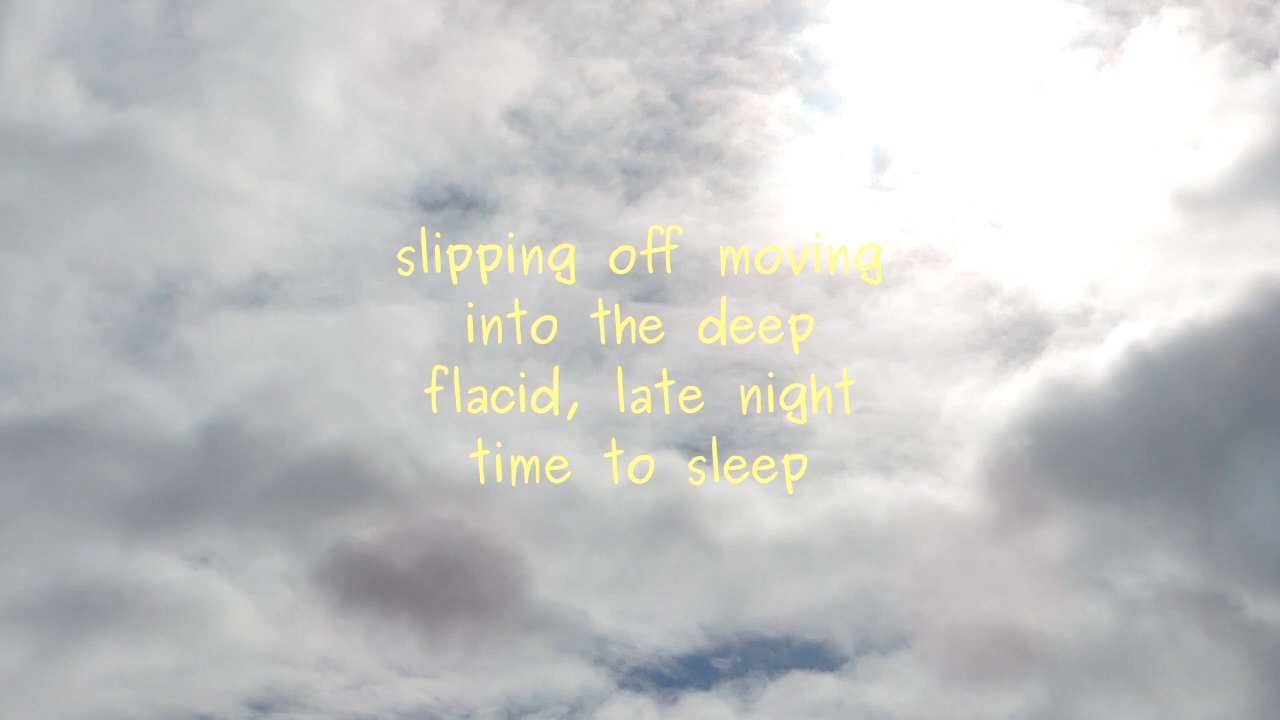 slipping off moving
into the deep
flacid, late night
time to sleep